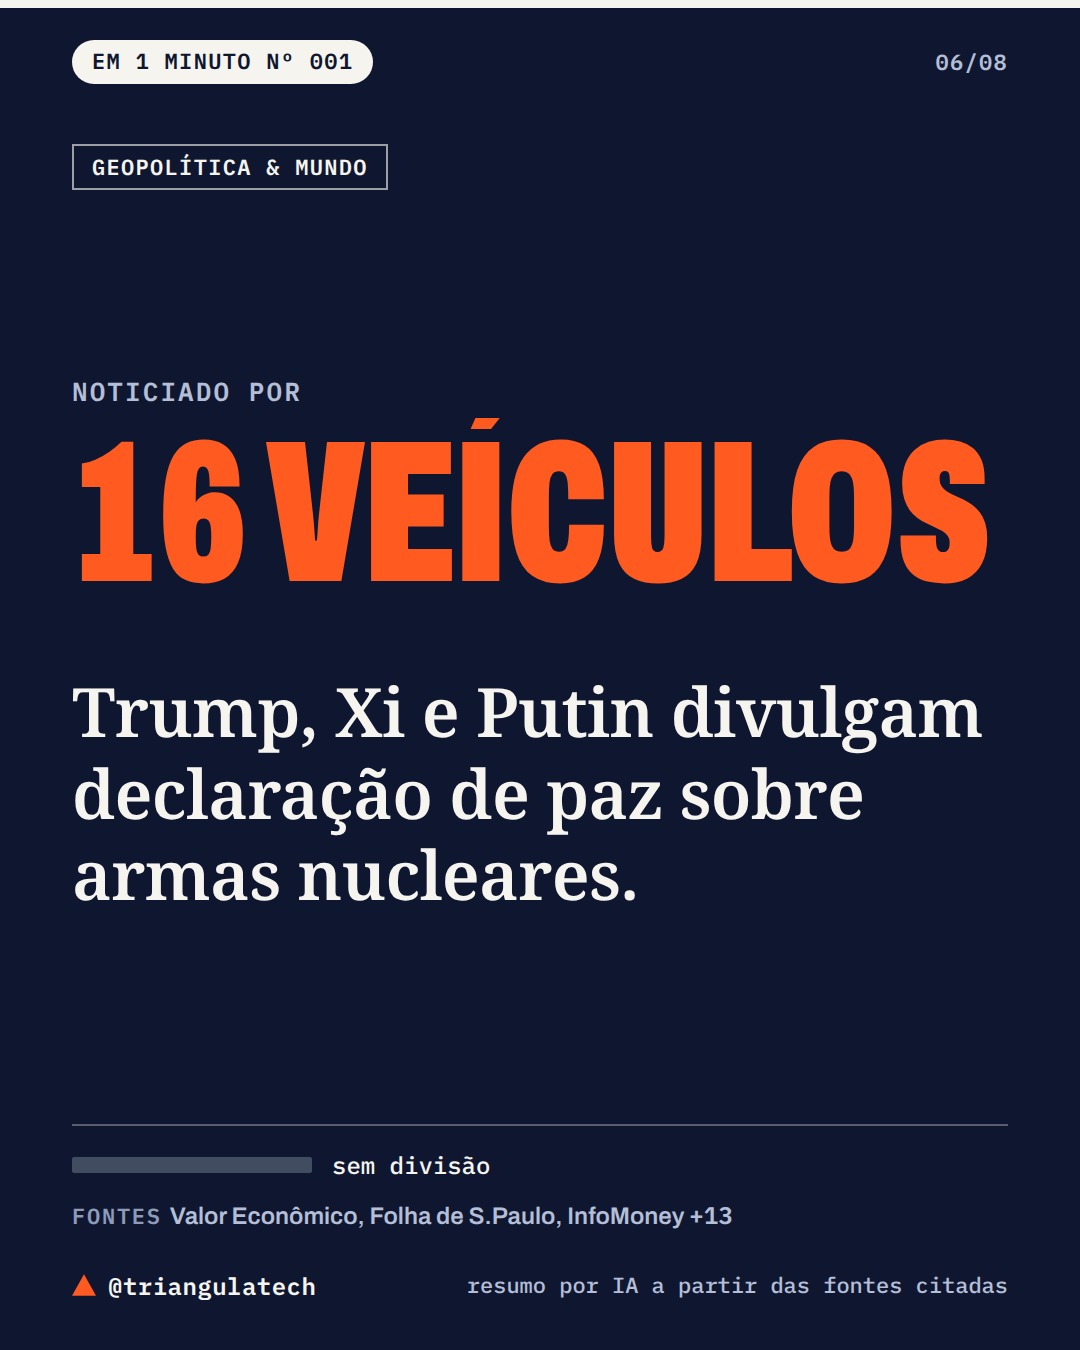 EM 1 MINUTO Nº 001
06/08
GEOPOLÍTICA & MUNDO
NOTICIADO POR
16 VEÍCULOS
Trump, Xi e Putin divulgam
declaração de paz sobre
armas nucleares.
sem divisão
FONTES Valor Econômico, Folha de S.Paulo, InfoMoney +13
@triangulatech
resumo por IA a partir das fontes citadas